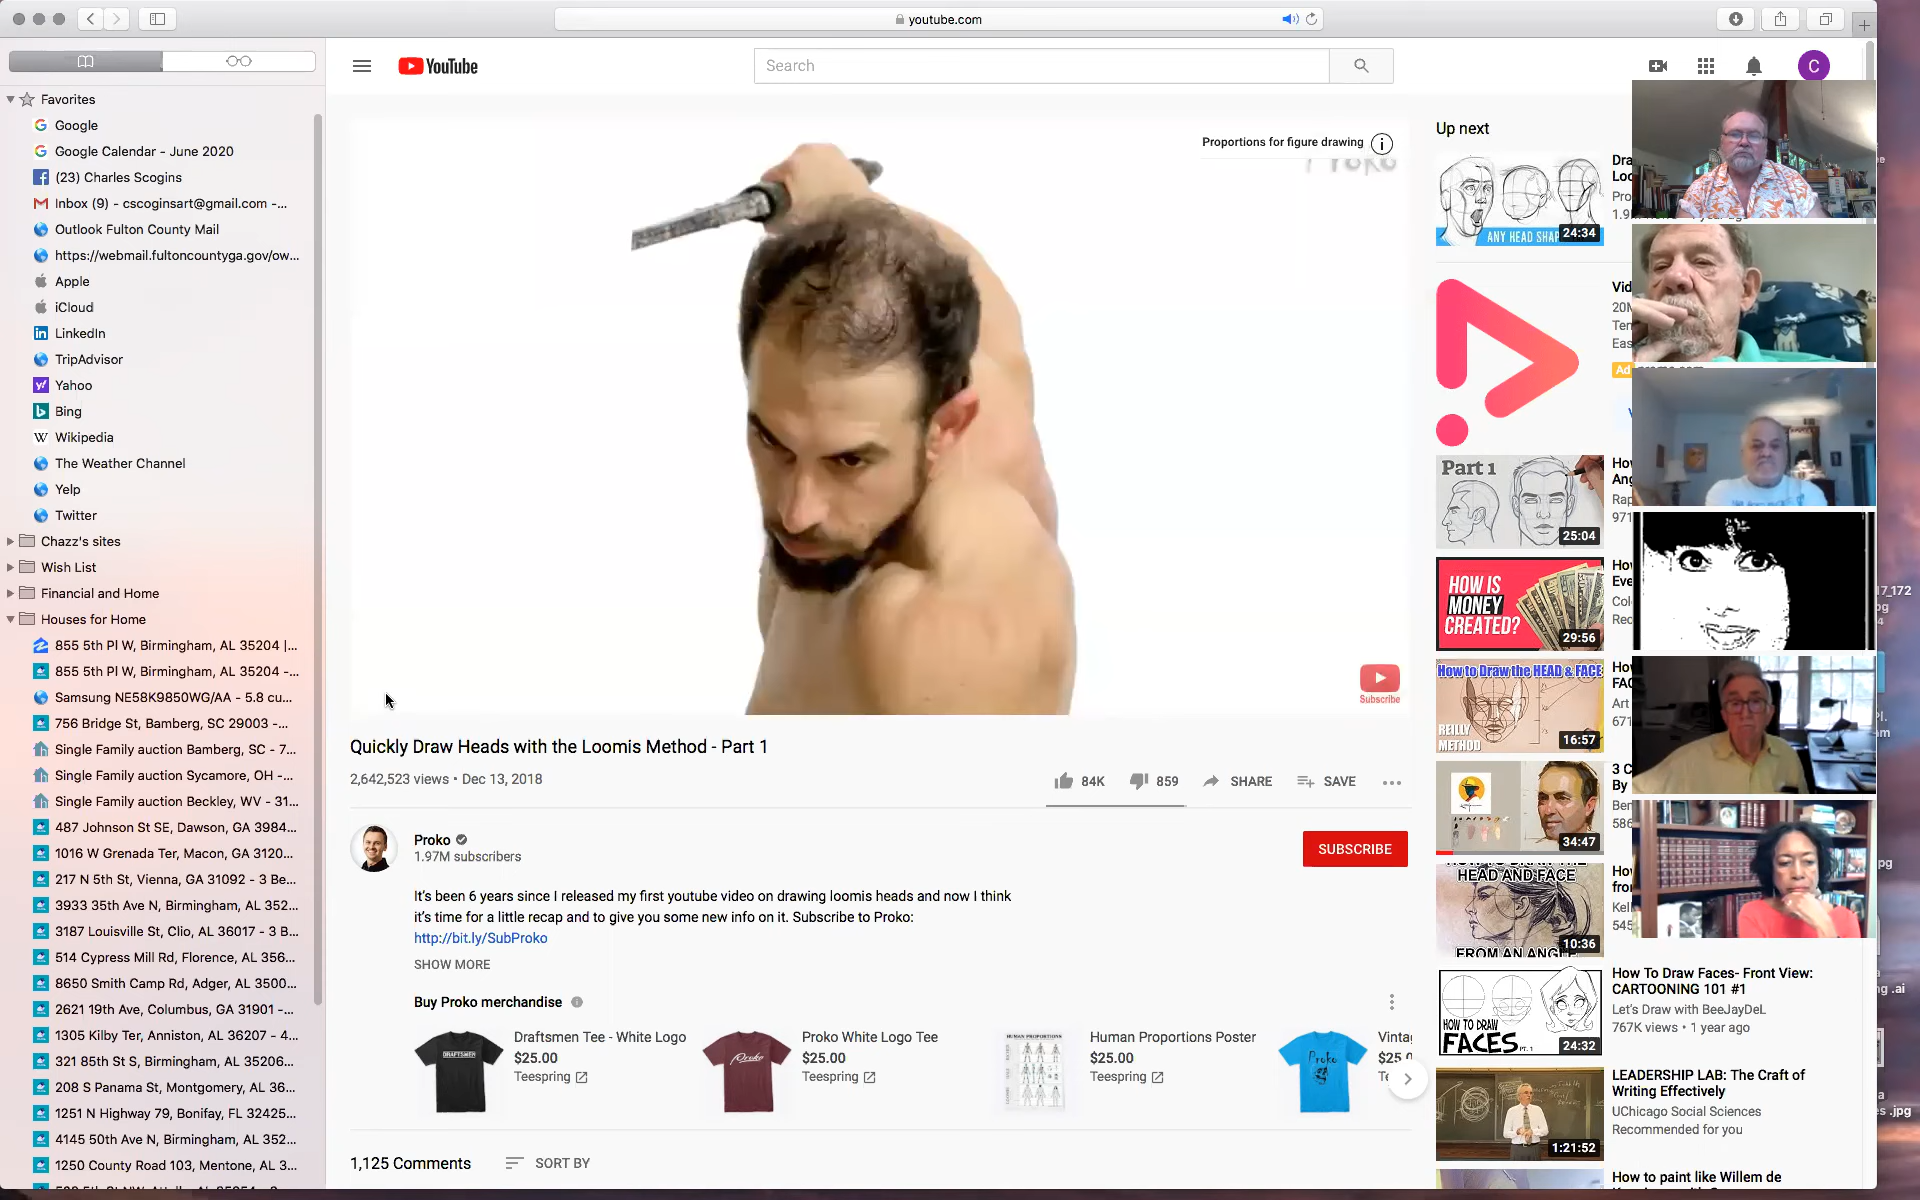 youtube.com
YouTube
Search
C
Favorites
Google
Google Calendar - June 2020
(23) Charles Scogins
Inbox (9) - cscoginsart@gmail.com -...
Outlook Fulton County Mail
https://webmail.fultoncountyga.gov/ow...
Apple
iCloud
LinkedIn
TripAdvisor
Yahoo
Bing
Wikipedia
The Weather Channel
Yelp
Twitter
Chazz's sites
Wish List
Financial and Home
Houses for Home
855 5th Pl W, Birmingham, AL 35204 |...
855 5th Pl W, Birmingham, AL 35204 -...
Samsung NE58K9850WG/AA - 5.8 cu...
756 Bridge St, Bamberg, SC 29003 -...
Single Family auction Bamberg, SC - 7...
Single Family auction Sycamore, OH -...
Single Family auction Beckley, WV - 31...
487 Johnson St SE, Dawson, GA 3984...
1016 W Grenada Ter, Macon, GA 3120...
217 N 5th St, Vienna, GA 31092 - 3 Be...
3933 35th Ave N, Birmingham, AL 352...
3187 Louisville St, Clio, AL 36017 - 3 B...
514 Cypress Mill Rd, Florence, AL 356...
8650 Smith Camp Rd, Adger, AL 3500...
2621 19th Ave, Columbus, GA 31901 -...
1305 Kilby Ter, Anniston, AL 36207 - 4...
321 85th St S, Birmingham, AL 35206...
208 S Panama St, Montgomery, AL 36...
1251 N Highway 79, Bonifay, FL 32425...
4145 50th Ave N, Birmingham, AL 352...
1250 County Road 103, Mentone, AL 3...
Proportions for figure drawing
Proko
Subscribe
Quickly Draw Heads with the Loomis Method - Part 1
2,642,523 views • Dec 13, 2018
84K
859
SHARE
SAVE
Proko
1.97M subscribers
SUBSCRIBE
It's been 6 years since I released my first youtube video on drawing loomis heads and now I think
it's time for a little recap and to give you some new info on it. Subscribe to Proko:
http://bit.ly/SubProko
SHOW MORE
Buy Proko merchandise
DRAFTSMEN
Draftsmen Tee - White Logo
$25.00
Teespring
Proko
Proko White Logo Tee
$25.00
Teespring
HUMAN PROPORTIONS
Human Proportions Poster
$25.00
Teespring
Proko
1,125 Comments
SORT BY
Up next
ANY HEAD SHAP
24:34
Ad
Part 1
25:04
HOW IS
MONEY
CREATED?
29:56
How to Draw the HEAD & FACE
REILLY
METHOD
16:57
3 C
By
34:47
HEAD AND FACE
FROM AN ANGL
10:36
HOW TO DRAW
FACES PT. 1
24:32
How To Draw Faces- Front View:
CARTOONING 101 #1
Let's Draw with BeeJayDeL
767K views • 1 year ago
1:21:52
LEADERSHIP LAB: The Craft of
Writing Effectively
UChicago Social Sciences
Recommended for you
How to paint like Willem de